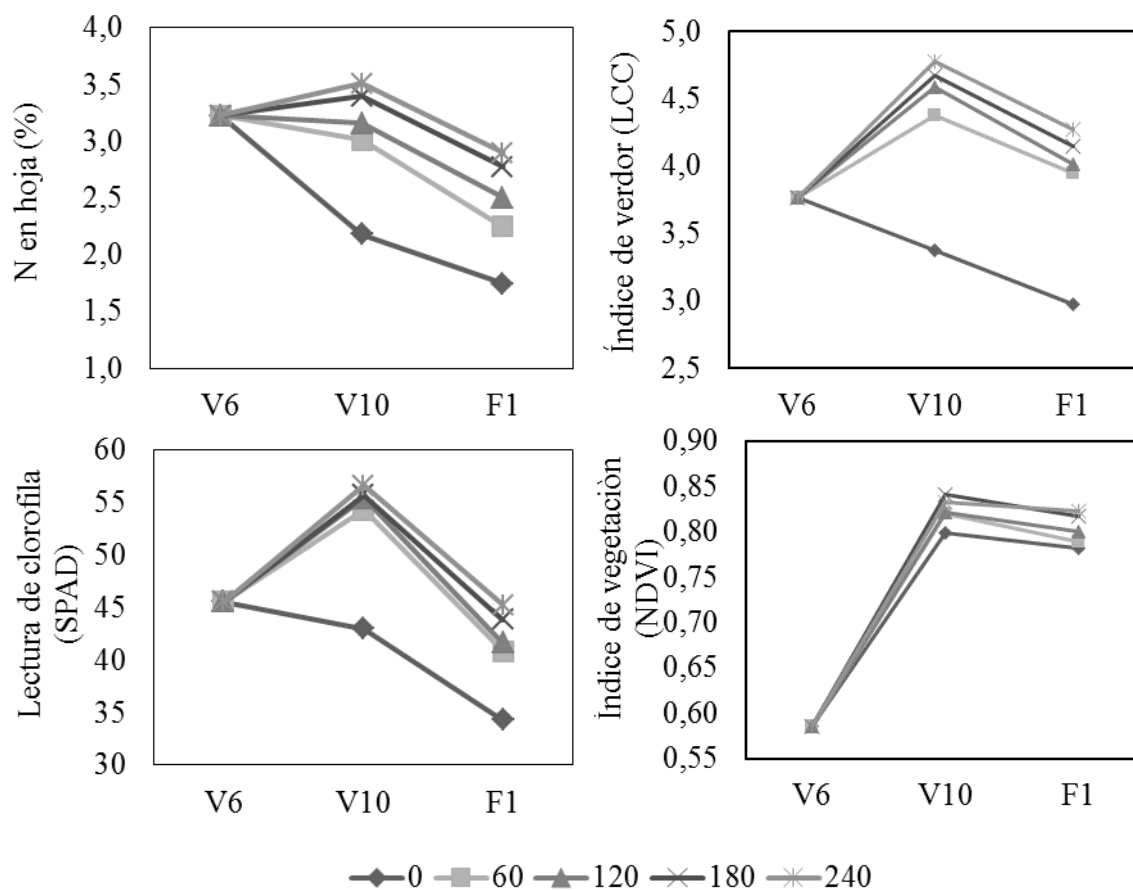 N en hoja (%)
4,0
3,5
3,0
2,5
2,0
1,5
1,0
V6 V10 F1
Índice de verdor (LCC)
5,0
4,5
4,0
3,5
3,0
2,5
V6 V10 F1
Lectura de clorofila
(SPAD)
60
55
50
45
40
35
30
V6 V10 F1
Índice de vegetaciòn
(NDVI)
0,90
0,85
0,80
0,75
0,70
0,65
0,60
0,55
V6 V10 F1
0 60 120 180 240